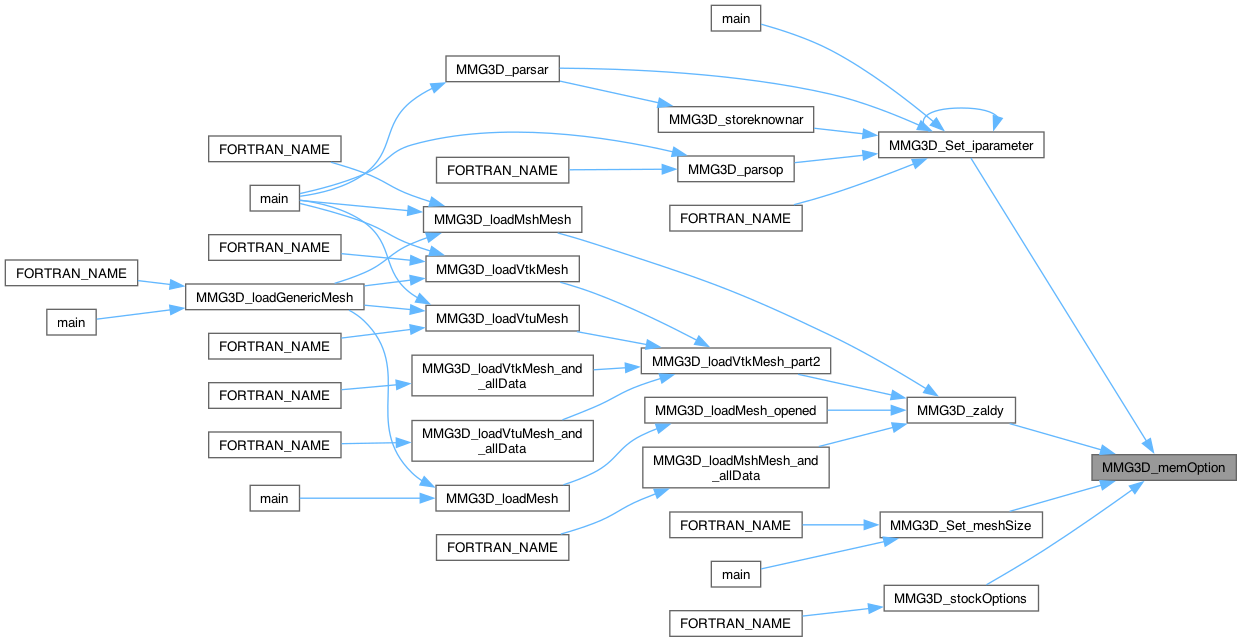 main
MMG3D_parsar
MMG3D_storeknownar
MMG3D_Set_iparameter
FORTRAN_NAME
FORTRAN_NAME
MMG3D_parsop
main
FORTRAN_NAME
MMG3D_loadMshMesh
FORTRAN_NAME
MMG3D_loadVtkMesh
FORTRAN_NAME
MMG3D_loadGenericMesh
main
MMG3D_loadVtuMesh
FORTRAN_NAME
MMG3D_loadVtkMesh_part2
MMG3D_loadVtkMesh_and
_allData
FORTRAN_NAME
MMG3D_loadMesh_opened
MMG3D_zaldy
MMG3D_loadVtuMesh_and
_allData
FORTRAN_NAME
MMG3D_loadMshMesh_and
_allData
MMG3D_memOption
main
MMG3D_loadMesh
FORTRAN_NAME
MMG3D_Set_meshSize
FORTRAN_NAME
main
MMG3D_stockOptions
FORTRAN_NAME